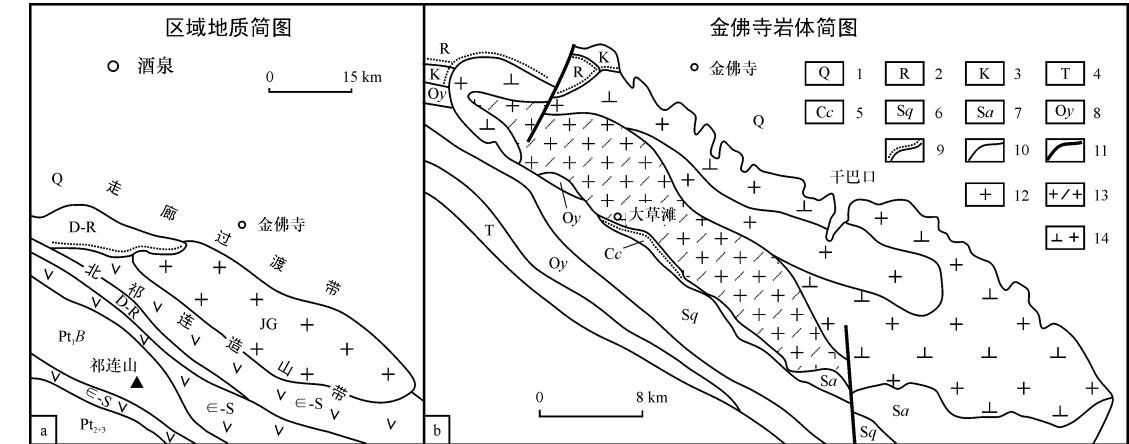 区域地质简图
酒泉
0 15 km
Q
走廊过渡带
金佛寺
D-R
北祁连造山带
D-R
JG
Pt₁B
祁连山
∈-S
∈-S
∈-S
Pt₂₊₃
a
金佛寺岩体简图
R
K
Oy
K
R
金佛寺
Q
Q 1
R 2
K 3
T 4
Cc 5
Sq 6
Sa 7
Oy 8
9
10
11
12
13
14
干巴口
Oy
大草滩
Cc
T
Oy
Sq
Sa
Sa
Sq
0 8 km
b